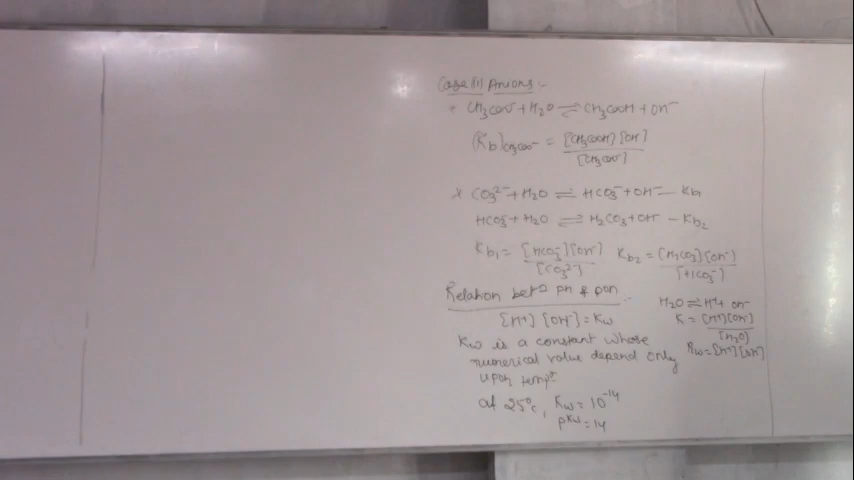 Case III) Anions :-
* CH₃COO⁻ + H₂O ⇌ CH₃COOH + OH⁻
(Kb)CH₃COO⁻ = [CH₃COOH][OH⁻] / [CH₃COO⁻]
* CO₃²⁻ + H₂O ⇌ HCO₃⁻ + OH⁻ — Kb₁
HCO₃⁻ + H₂O ⇌ H₂CO₃ + OH⁻ — Kb₂
Kb₁ = [HCO₃⁻][OH⁻] / [CO₃²⁻] Kb₂ = [H₂CO₃][OH⁻] / [HCO₃⁻]
Relation betⁿ pH & pOH :-
[H⁺] [OH⁻] = Kw
Kw is a constant whose
numerical value depend only
upon tempʳ
at 25°c, Kw = 10⁻¹⁴
pKw = 14
H₂O ⇌ H⁺ + OH⁻
K = [H⁺][OH⁻] / [H₂O]
Kw = [H⁺][OH⁻]